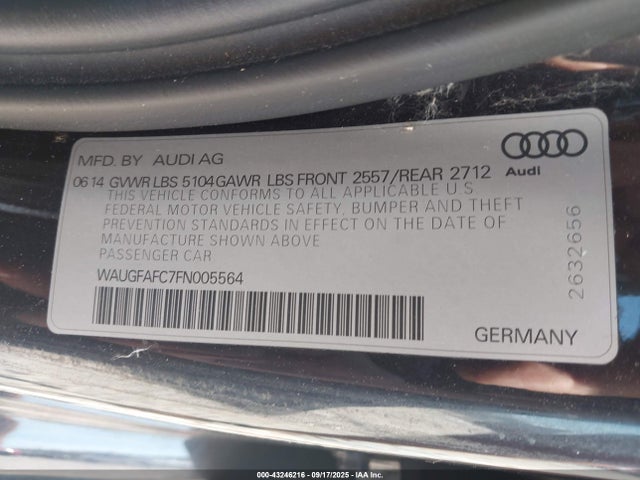 MFD. BY AUDI AG
06 14 GVWR LBS 5104 GAWR LBS FRONT 2557/REAR 2712
THIS VEHICLE CONFORMS TO ALL APPLICABLE U.S.
FEDERAL MOTOR VEHICLE SAFETY, BUMPER AND THEFT
PREVENTION STANDARDS IN EFFECT ON THE DATE OF
MANUFACTURE SHOWN ABOVE
PASSENGER CAR
WAUGFAFC7FN005564
Audi
2632656
GERMANY
000-43246216 - 09/17/2025 - IAAI.COM